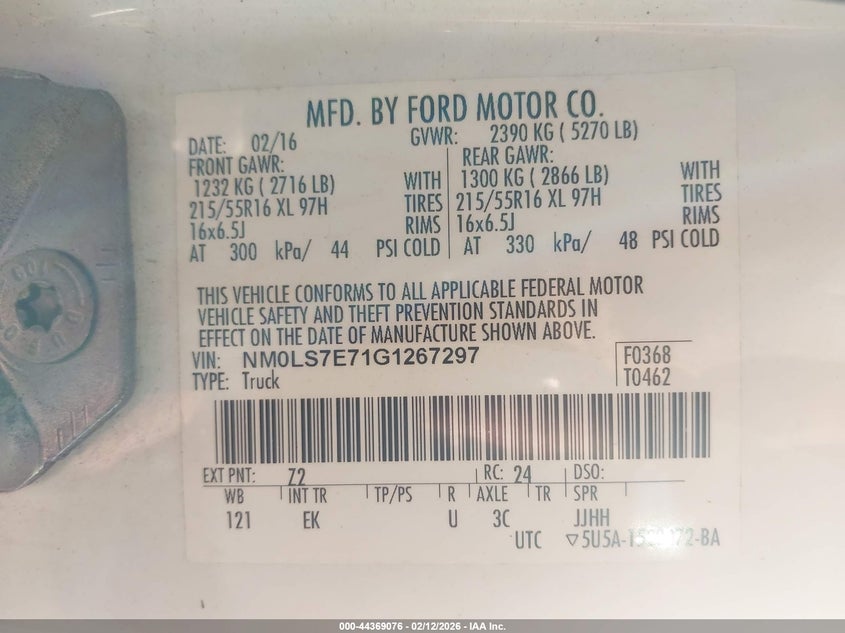 MFD. BY FORD MOTOR CO.
DATE: 02/16 GVWR: 2390 KG ( 5270 LB)
FRONT GAWR: REAR GAWR:
1232 KG ( 2716 LB) WITH 1300 KG ( 2866 LB) WITH
215/55R16 XL 97H TIRES 215/55R16 XL 97H TIRES
16x6.5J RIMS 16x6.5J RIMS
AT 300 kPa/ 44 PSI COLD AT 330 kPa/ 48 PSI COLD
THIS VEHICLE CONFORMS TO ALL APPLICABLE FEDERAL MOTOR
VEHICLE SAFETY AND THEFT PREVENTION STANDARDS IN
EFFECT ON THE DATE OF MANUFACTURE SHOWN ABOVE.
VIN: NM0LS7E71G1267297 F0368
TYPE: Truck T0462
EXT PNT: Z2 RC: 24 DSO:
WB INT TR TP/PS R AXLE TR SPR
121 EK U 3C JJHH
UTC
000-44369076 - 02/12/2026 - IAA Inc.